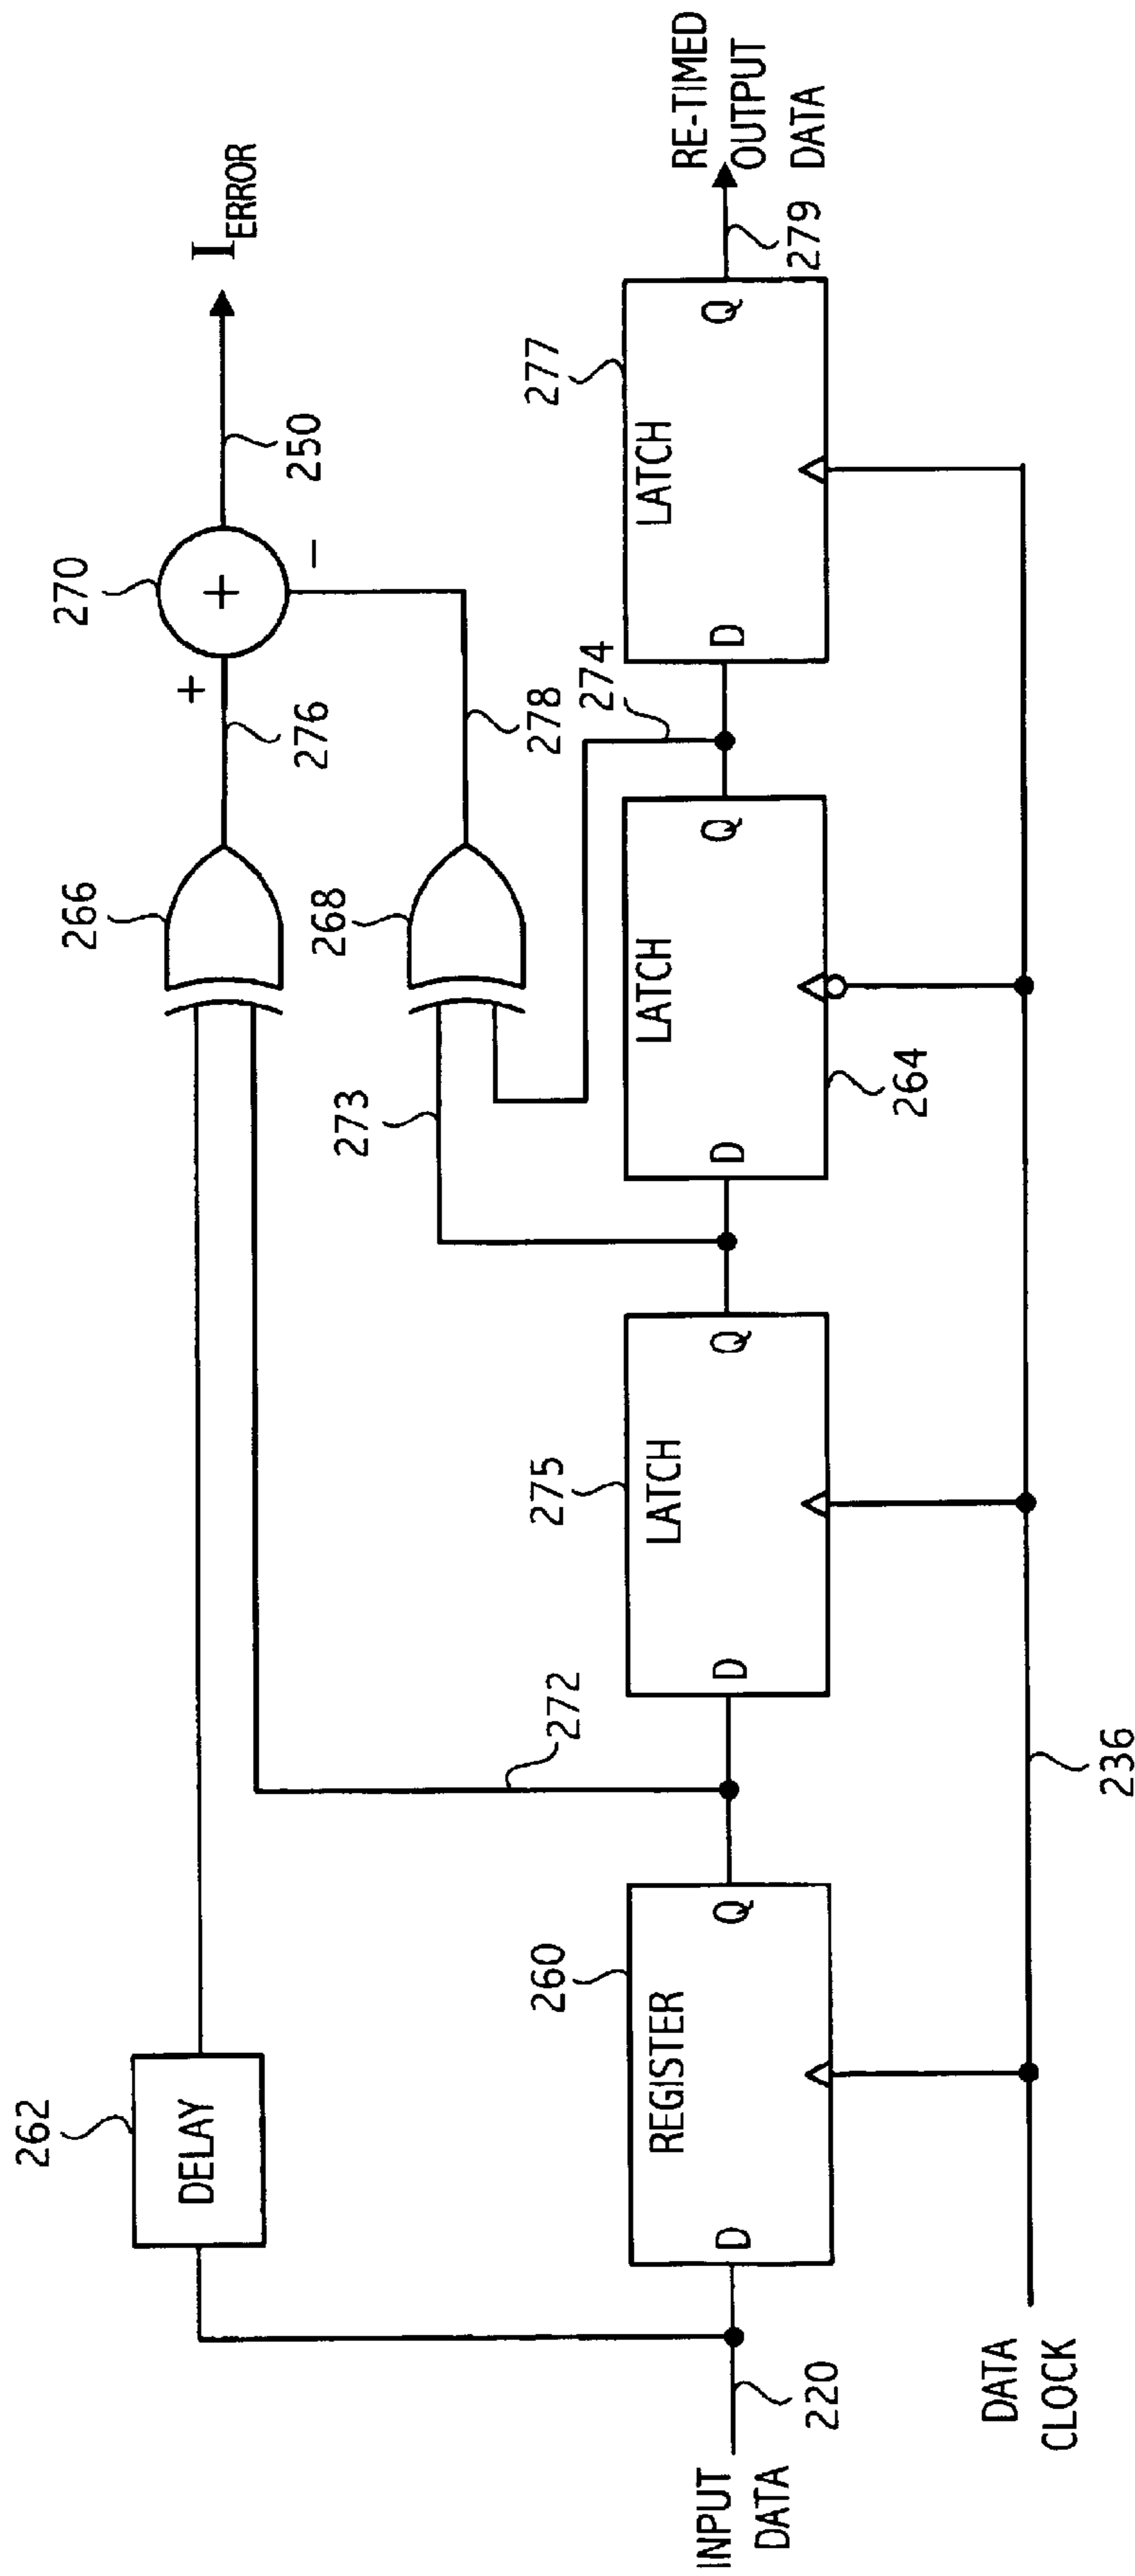 262
DELAY
266
276
+
270
+
−
250
I_ERROR
268
273
278
274
272
INPUT
DATA
220
D
REGISTER
260
Q
D
LATCH
275
Q
D
LATCH
264
Q
D
LATCH
277
Q
279
RE-TIMED
OUTPUT
DATA
DATA
CLOCK
236